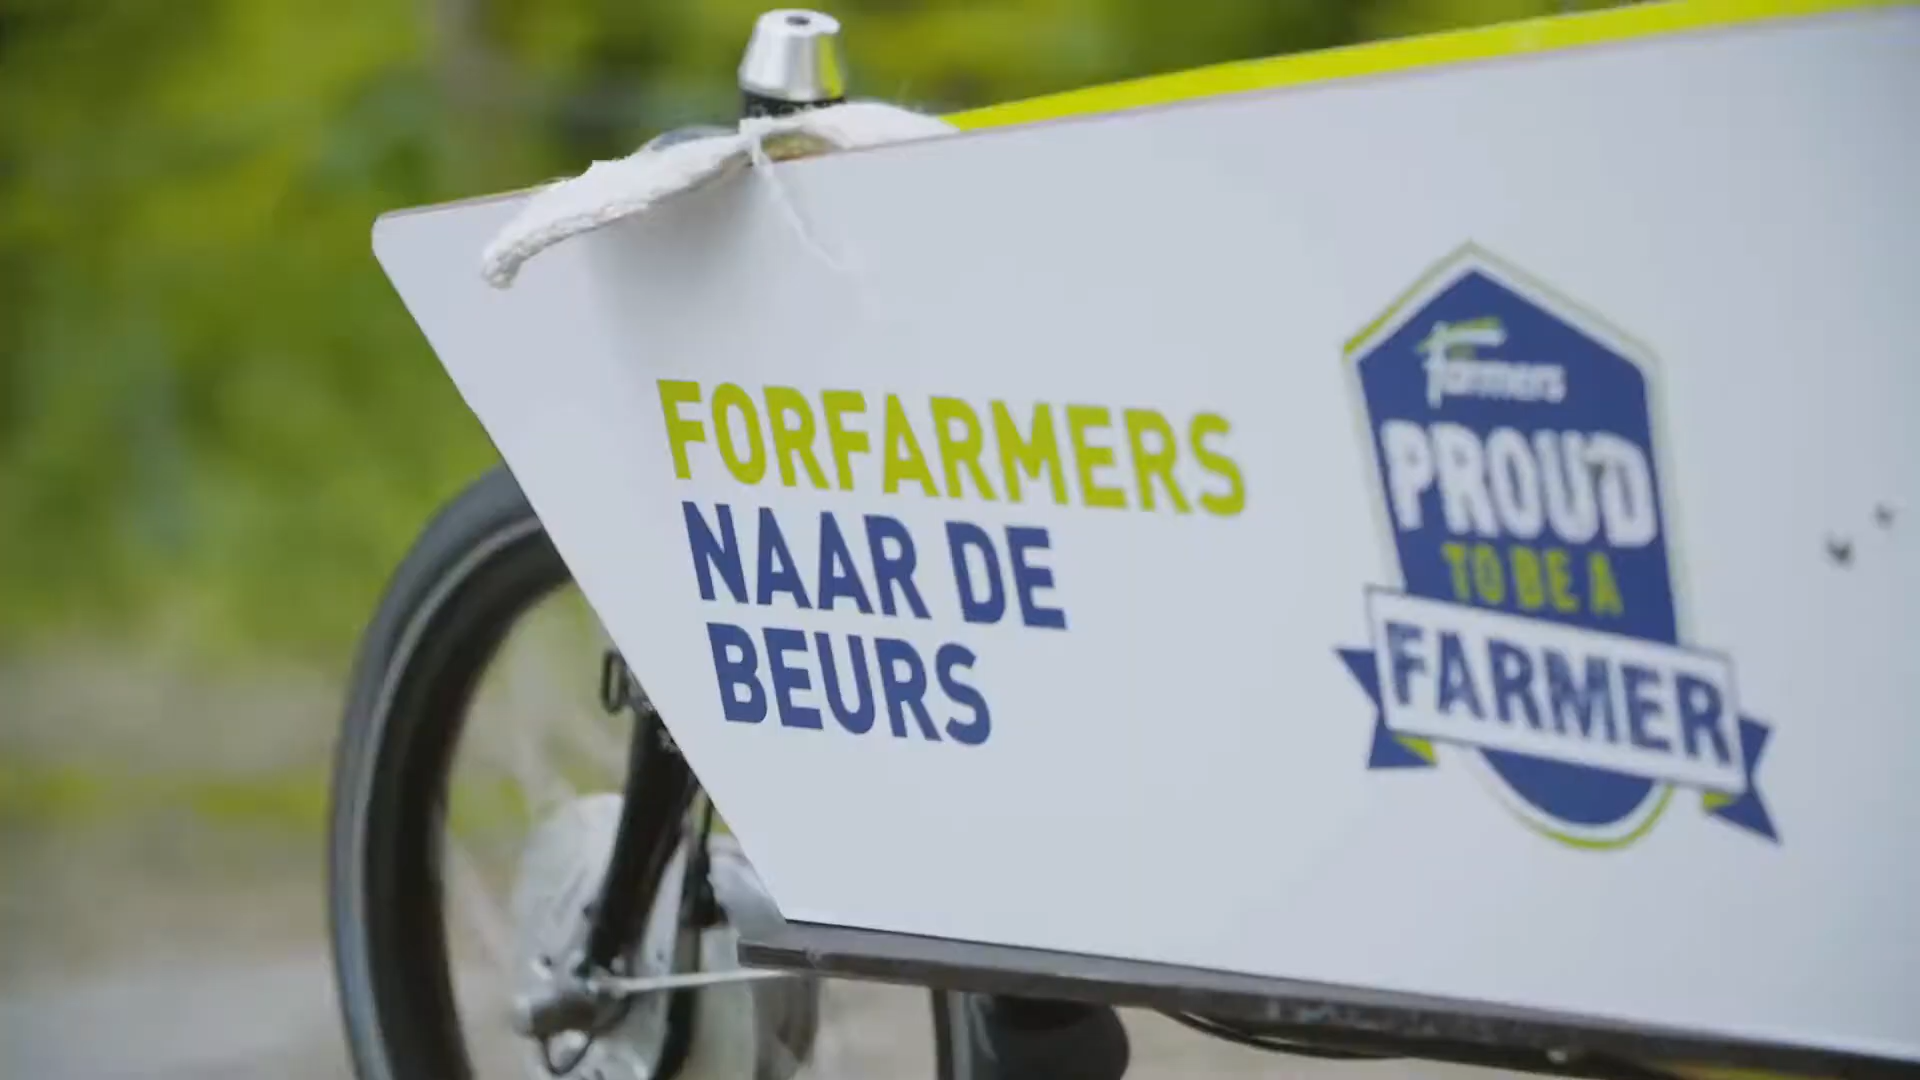 FORFARMERS
NAAR DE
BEURS
Farmers
PROUD
TO BE A
FARMER